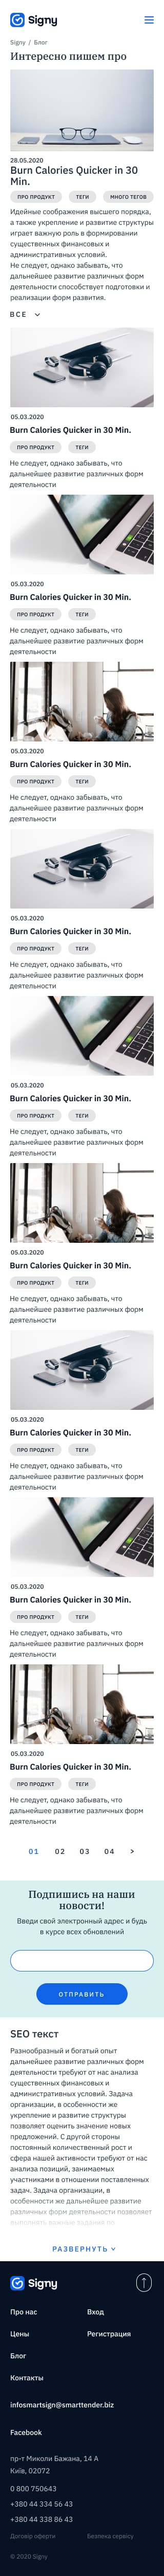 Signy
Signy / Блог
Интересно пишем про
28.05.2020
Burn Calories Quicker in 30
Min.
ПРО ПРОДУКТ ТЕГИ МНОГО ТЕГОВ
Идейные соображения высшего порядка,
а также укрепление и развитие структуры
играет важную роль в формировании
существенных финансовых и
административных условий.
Не следует, однако забывать, что
дальнейшее развитие различных форм
деятельности способствует подготовки и
реализации форм развития.
ВСЕ
05.03.2020
Burn Calories Quicker in 30 Min.
ПРО ПРОДУКТ ТЕГИ
Не следует, однако забывать, что
дальнейшее развитие различных форм
деятельности
05.03.2020
Burn Calories Quicker in 30 Min.
ПРО ПРОДУКТ ТЕГИ
Не следует, однако забывать, что
дальнейшее развитие различных форм
деятельности
05.03.2020
Burn Calories Quicker in 30 Min.
ПРО ПРОДУКТ ТЕГИ
Не следует, однако забывать, что
дальнейшее развитие различных форм
деятельности
05.03.2020
Burn Calories Quicker in 30 Min.
ПРО ПРОДУКТ ТЕГИ
Не следует, однако забывать, что
дальнейшее развитие различных форм
деятельности
05.03.2020
Burn Calories Quicker in 30 Min.
ПРО ПРОДУКТ ТЕГИ
Не следует, однако забывать, что
дальнейшее развитие различных форм
деятельности
05.03.2020
Burn Calories Quicker in 30 Min.
ПРО ПРОДУКТ ТЕГИ
Не следует, однако забывать, что
дальнейшее развитие различных форм
деятельности
05.03.2020
Burn Calories Quicker in 30 Min.
ПРО ПРОДУКТ ТЕГИ
Не следует, однако забывать, что
дальнейшее развитие различных форм
деятельности
05.03.2020
Burn Calories Quicker in 30 Min.
ПРО ПРОДУКТ ТЕГИ
Не следует, однако забывать, что
дальнейшее развитие различных форм
деятельности
05.03.2020
Burn Calories Quicker in 30 Min.
ПРО ПРОДУКТ ТЕГИ
Не следует, однако забывать, что
дальнейшее развитие различных форм
деятельности
01 02 03 04 >
Подпишись на наши
новости!
Введи свой электронный адрес и будь
в курсе всех обновлений
ОТПРАВИТЬ
SEO текст
Разнообразный и богатый опыт
дальнейшее развитие различных форм
деятельности требуют от нас анализа
существенных финансовых и
административных условий. Задача
организации, в особенности же
укрепление и развитие структуры
позволяет оценить значение новых
предложений. С другой стороны
постоянный количественный рост и
сфера нашей активности требуют от нас
анализа позиций, занимаемых
участниками в отношении поставленных
задач. Задача организации, в
особенности же дальнейшее развитие
различных форм деятельности позволяет
выполнять важные задания по
РАЗВЕРНУТЬ
Signy
Про нас Вход
Цены Регистрация
Блог
Контакты
infosmartsign@smarttender.biz
Facebook
пр-т Миколи Бажана, 14 А
Київ, 02072
0 800 750643
+380 44 334 56 43
+380 44 338 86 43
Договір оферти Безпека сервісу
© 2020 Signy